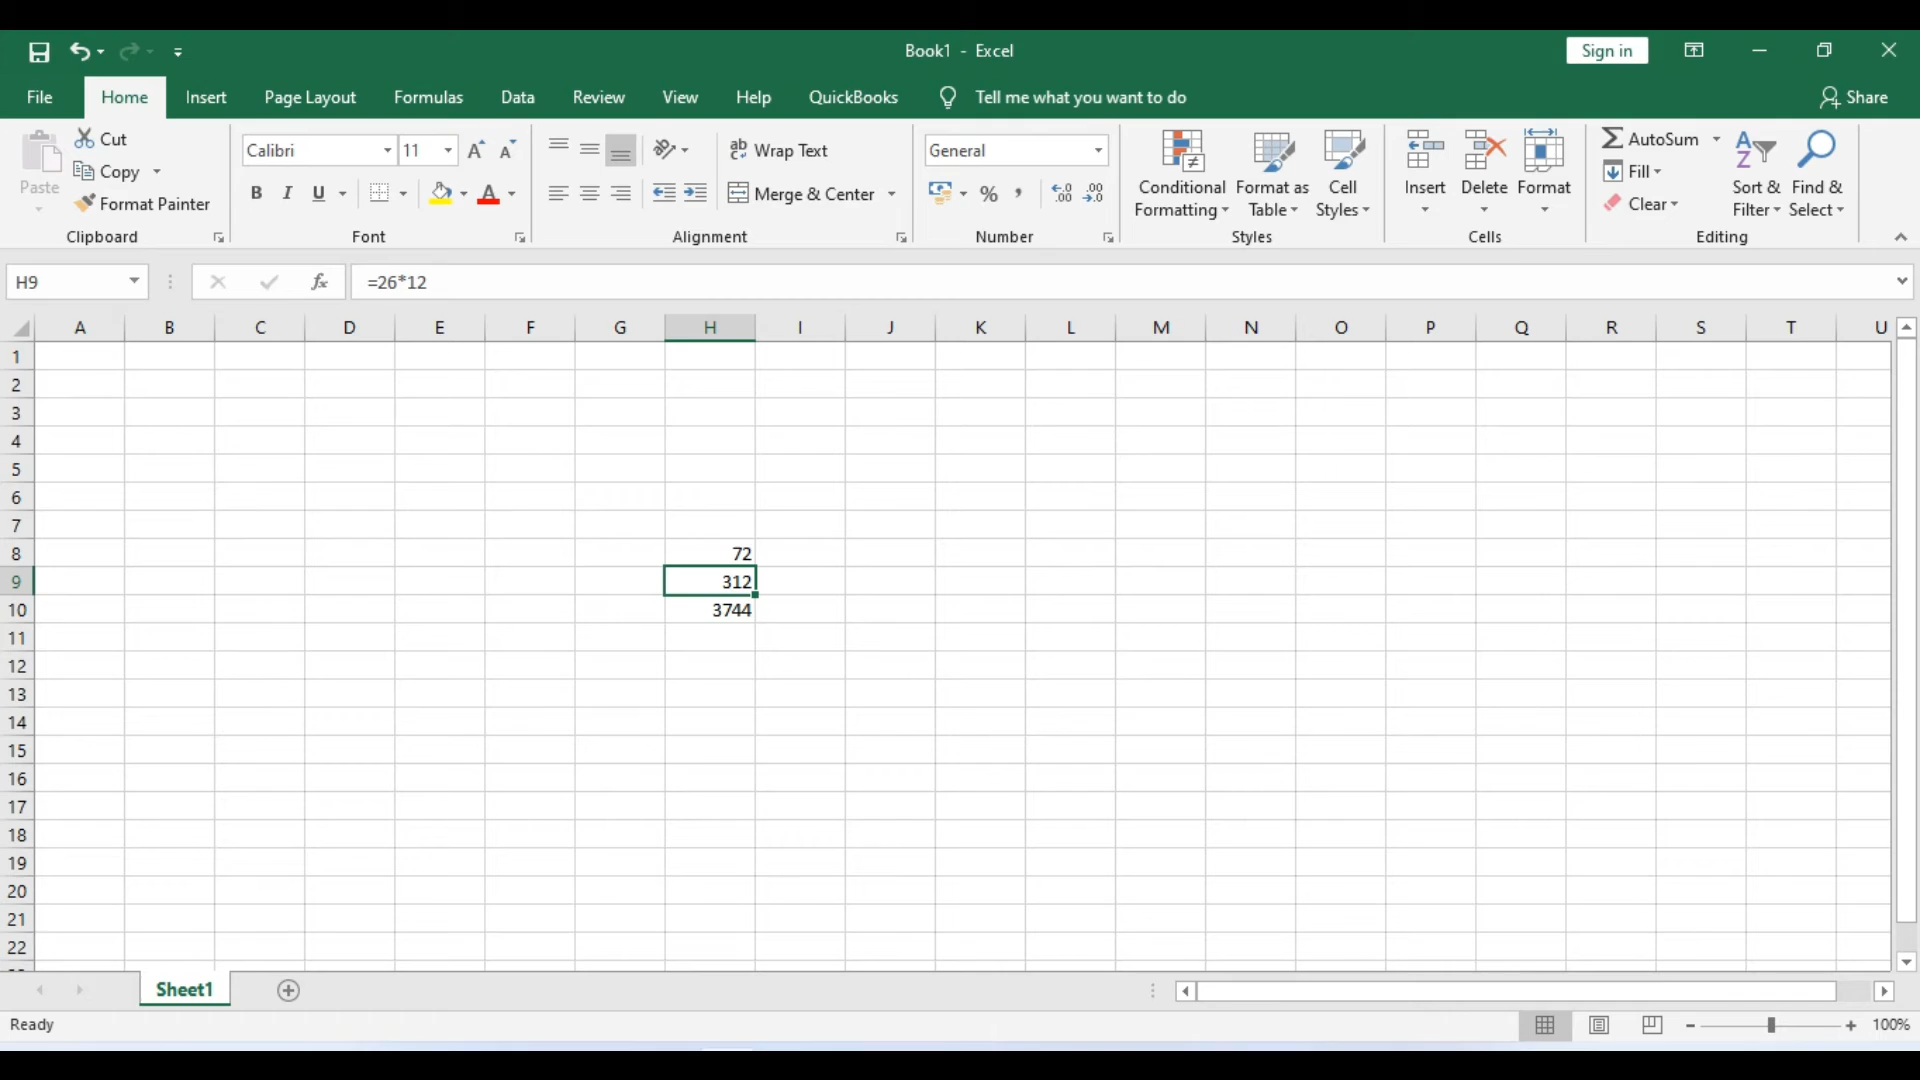 Book1 - Excel
Sign in
File Home Insert Page Layout Formulas Data Review View Help QuickBooks Tell me what you want to do Share
Paste
Cut
Copy
Format Painter
Clipboard
Calibri 11
B I U
Font
Wrap Text
Merge & Center
Alignment
General
Number
Conditional Formatting
Format as Table
Cell Styles
Styles
Insert Delete Format
Cells
AutoSum
Fill
Clear
Sort & Filter
Find & Select
Editing
H9 fx =26*12
A B C D E F G H I J K L M N O P Q R S T U
1
2
3
4
5
6
7
8 72
9 312
10 3744
11
12
13
14
15
16
17
18
19
20
21
22
Sheet1
Ready 100%